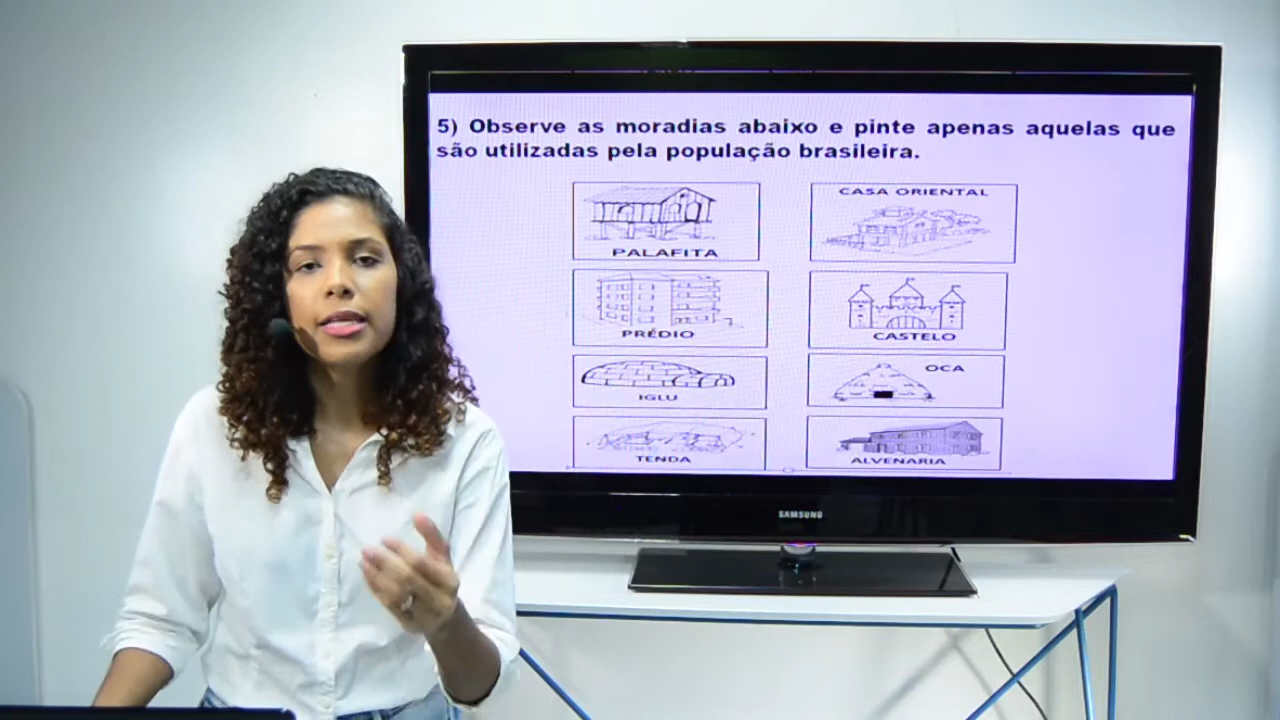 5) Observe as moradias abaixo e pinte apenas aquelas que
são utilizadas pela população brasileira.
PALAFITA
CASA ORIENTAL
PRÉDIO
CASTELO
IGLU
OCA
TENDA
ALVENARIA
SAMSUNG